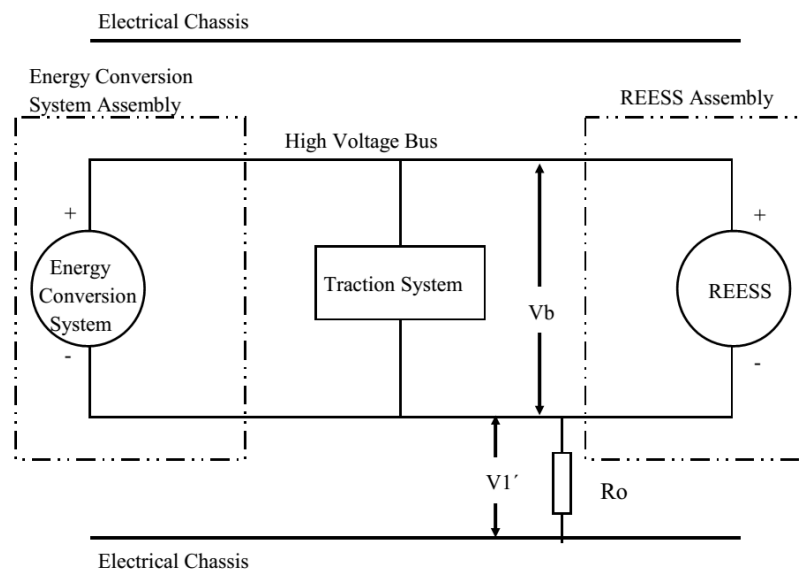 Electrical Chassis
Energy Conversion
System Assembly
REESS Assembly
High Voltage Bus
+
+
Energy
Conversion
System
Traction System
Vb
REESS
-
-
V1´
Ro
Electrical Chassis